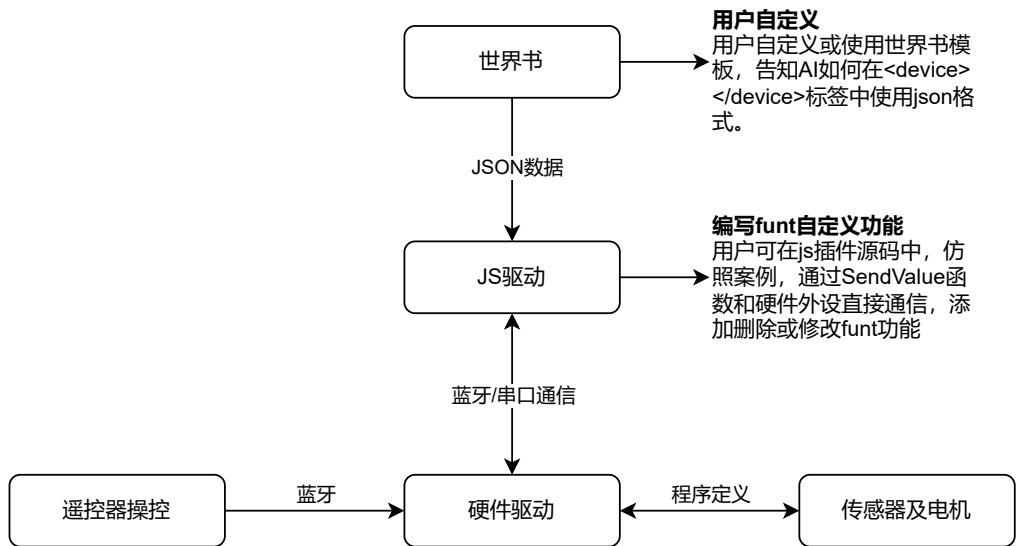 世界书
用户自定义
用户自定义或使用世界书模
板，告知AI如何在<device>
</device>标签中使用json格
式。
JSON数据
JS驱动
编写funt自定义功能
用户可在js插件源码中，仿
照案例，通过SendValue函
数和硬件外设直接通信，添
加删除或修改funt功能
蓝牙/串口通信
遥控器操控
蓝牙
硬件驱动
程序定义
传感器及电机